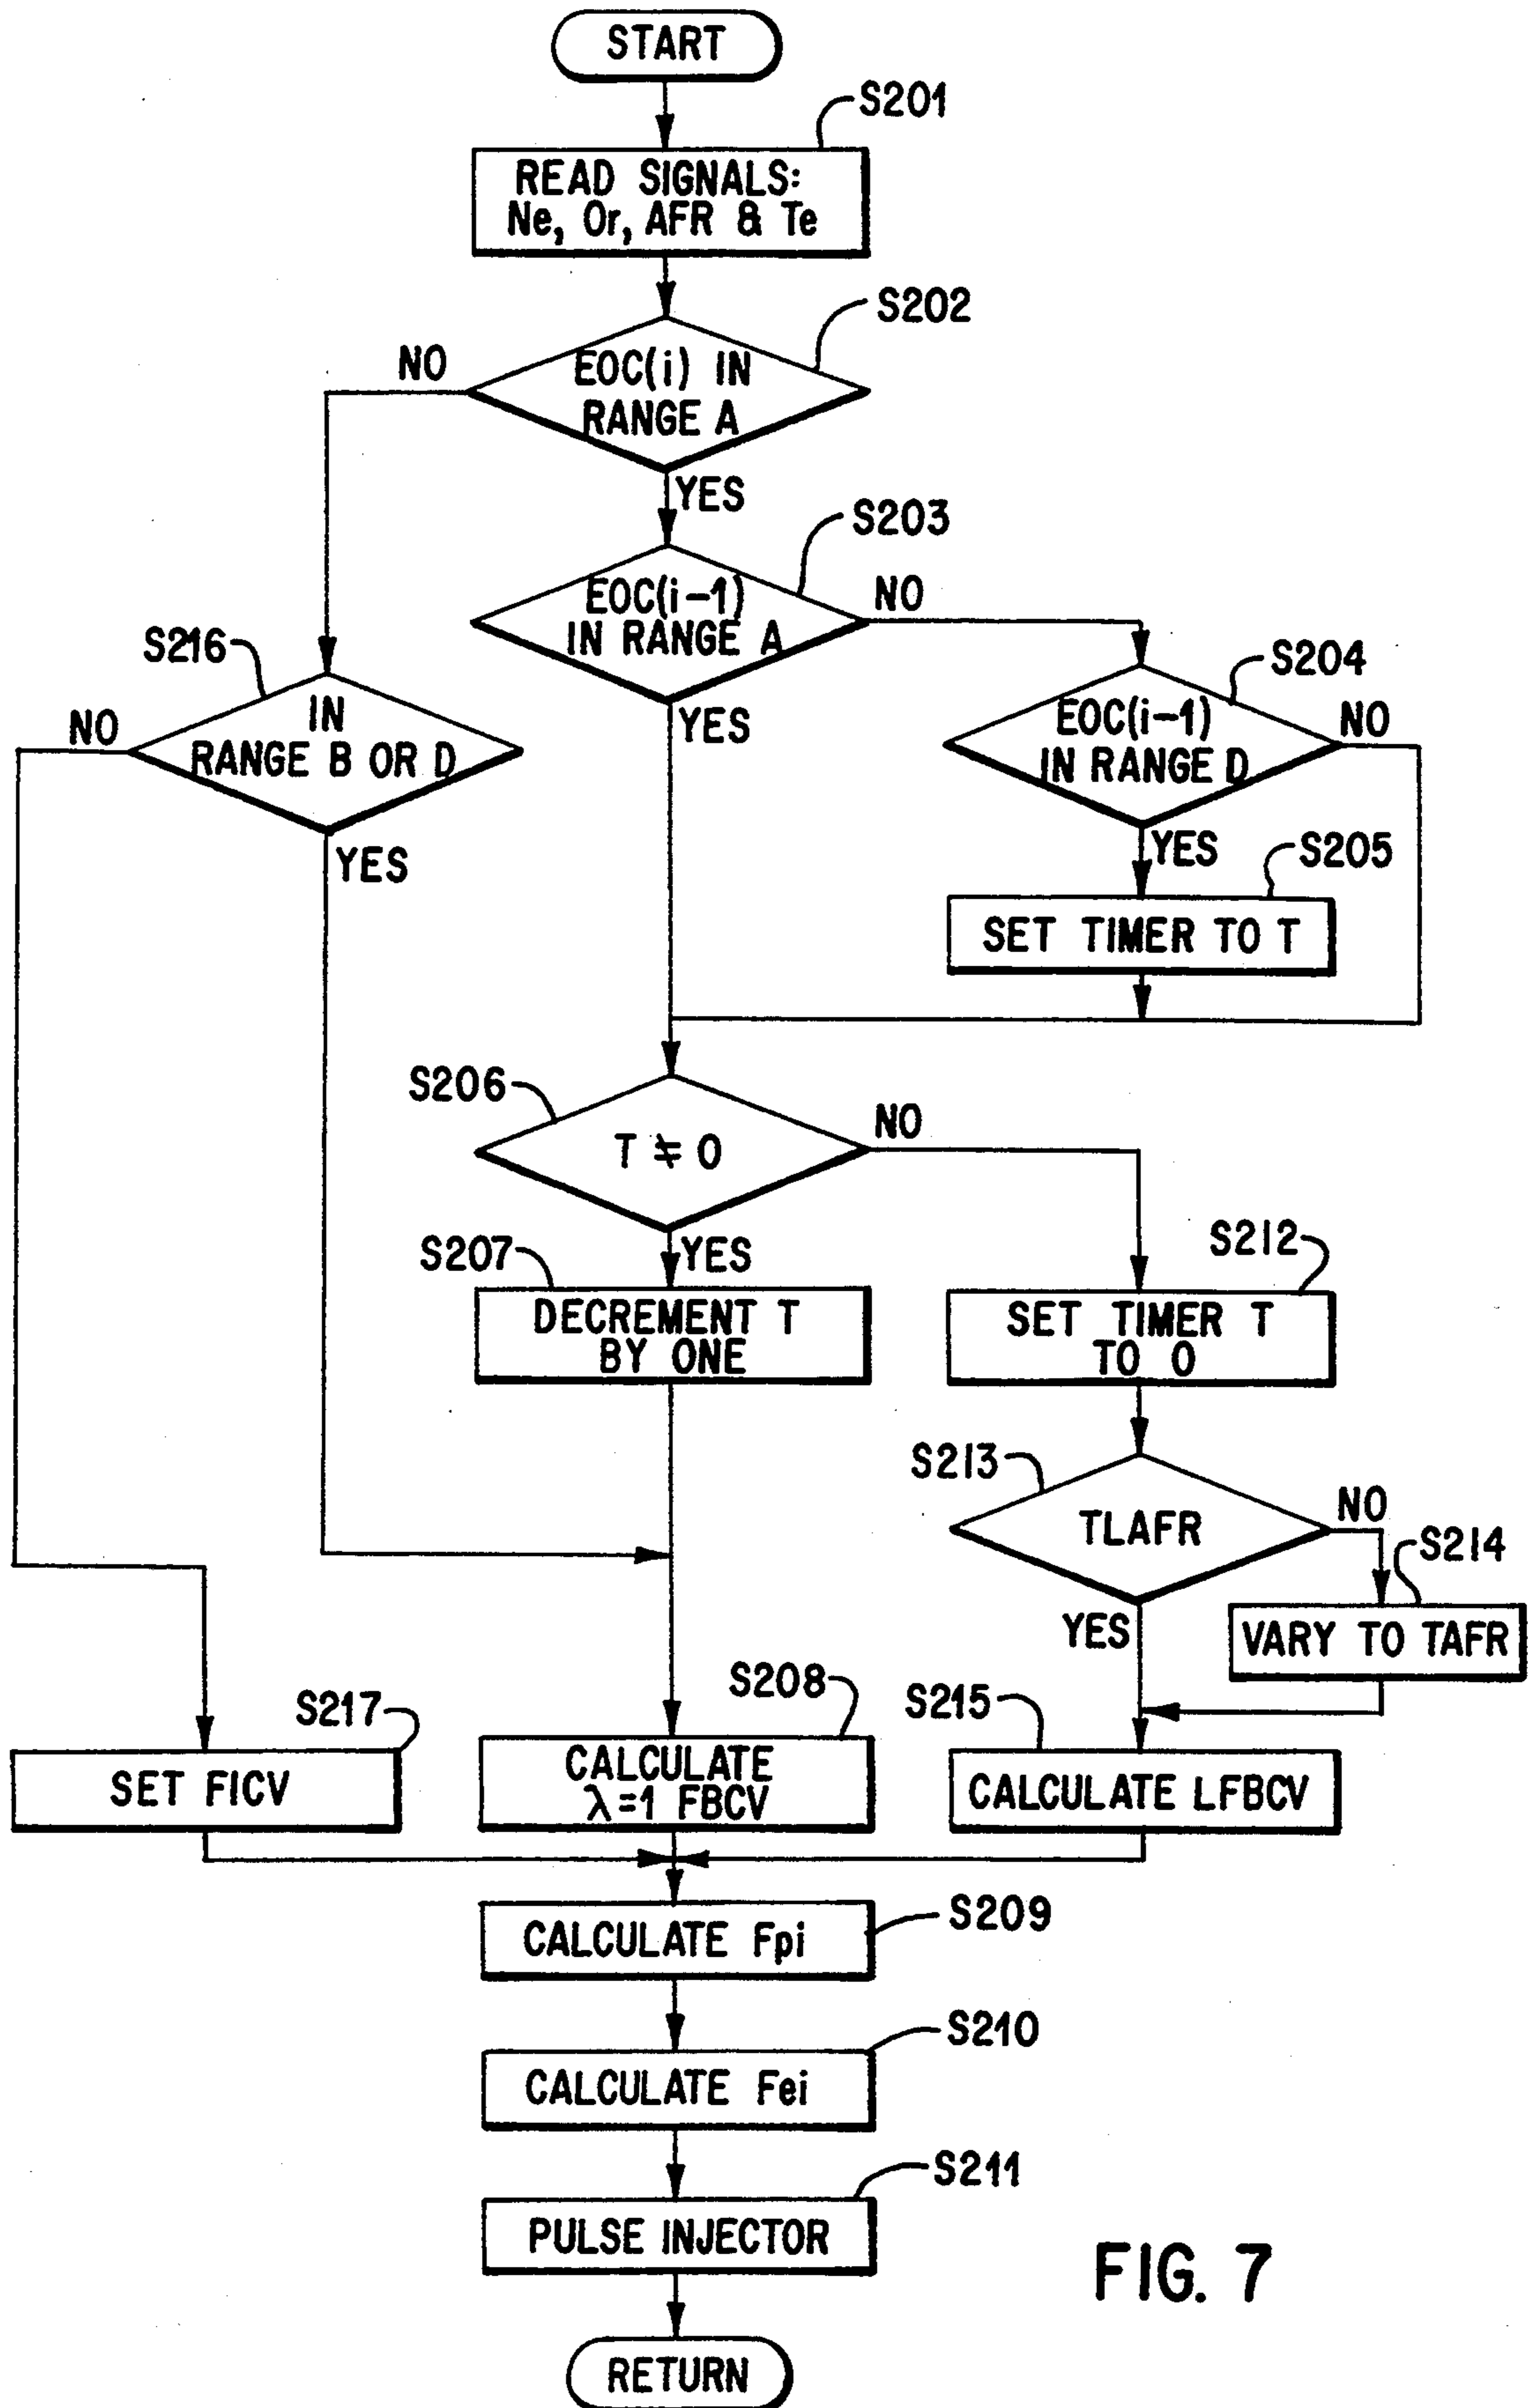 START
S201
READ SIGNALS:
Ne, Or, AFR & Te
S202
NO
EOC(i) IN
RANGE A
YES
S203
EOC(i-1)
IN RANGE A
NO
YES
S204
EOC(i-1)
IN RANGE D
NO
YES
S205
SET TIMER TO T
S216
NO
IN
RANGE B OR D
YES
S206
T ≠ 0
NO
YES
S207
DECREMENT T
BY ONE
S212
SET TIMER T
TO 0
S213
TLAFR
NO
YES
S214
VARY TO TAFR
S217
SET FICV
S208
CALCULATE
λ=1 FBCV
S215
CALCULATE LFBCV
S209
CALCULATE Fpi
S210
CALCULATE Fei
S211
PULSE INJECTOR
RETURN
FIG. 7